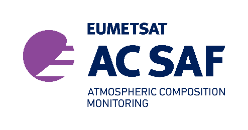 EUMETSAT
AC SAF
ATMOSPHERIC COMPOSITION
MONITORING